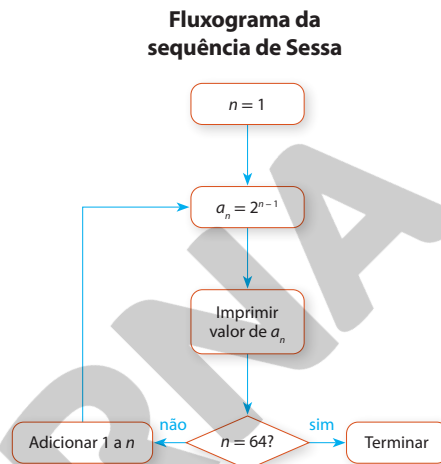 Fluxograma da
sequência de Sessa
n = 1
aₙ = 2ⁿ⁻¹
Imprimir
valor de aₙ
não
n = 64?
sim
Adicionar 1 a n
Terminar
RNA